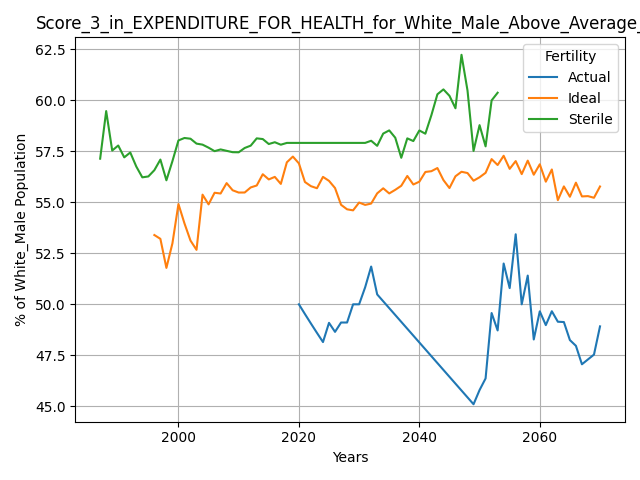 Score_3_in_EXPENDITURE_FOR_HEALTH_for_White_Male_Above_Average_
62.5
60.0
57.5
55.0
52.5
50.0
47.5
45.0
% of White_Male Population
Fertility
Actual
Ideal
Sterile
2000
2020
2040
2060
Years